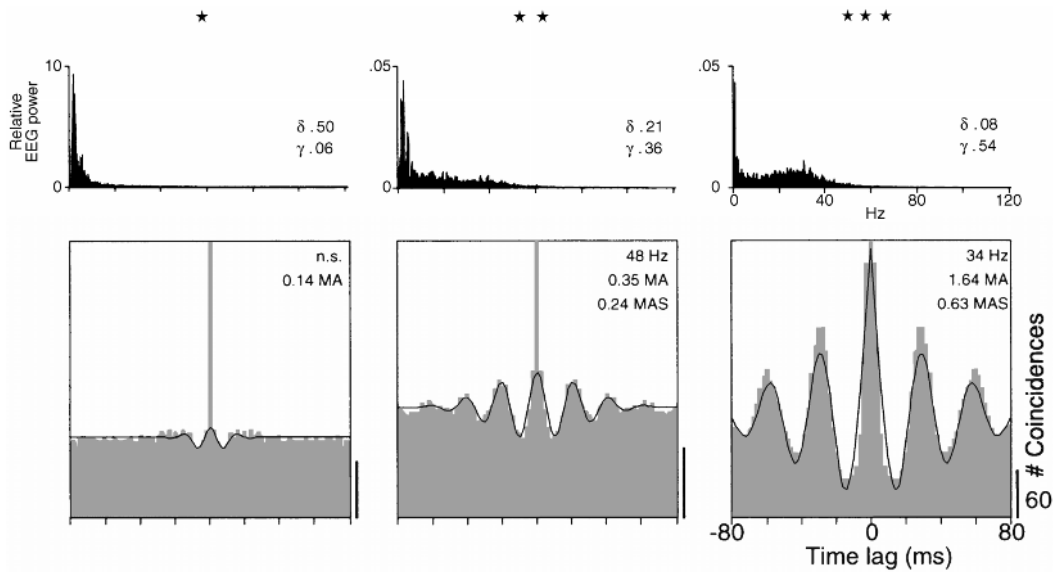 ★
★ ★
★ ★ ★
Relative
EEG power
10
0
δ .50
γ .06
.05
0
δ .21
γ .36
.05
0
δ .08
γ .54
0
40
80
120
Hz
n.s.
0.14 MA
48 Hz
0.35 MA
0.24 MAS
34 Hz
1.64 MA
0.63 MAS
# Coincidences
60
-80
0
80
Time lag (ms)